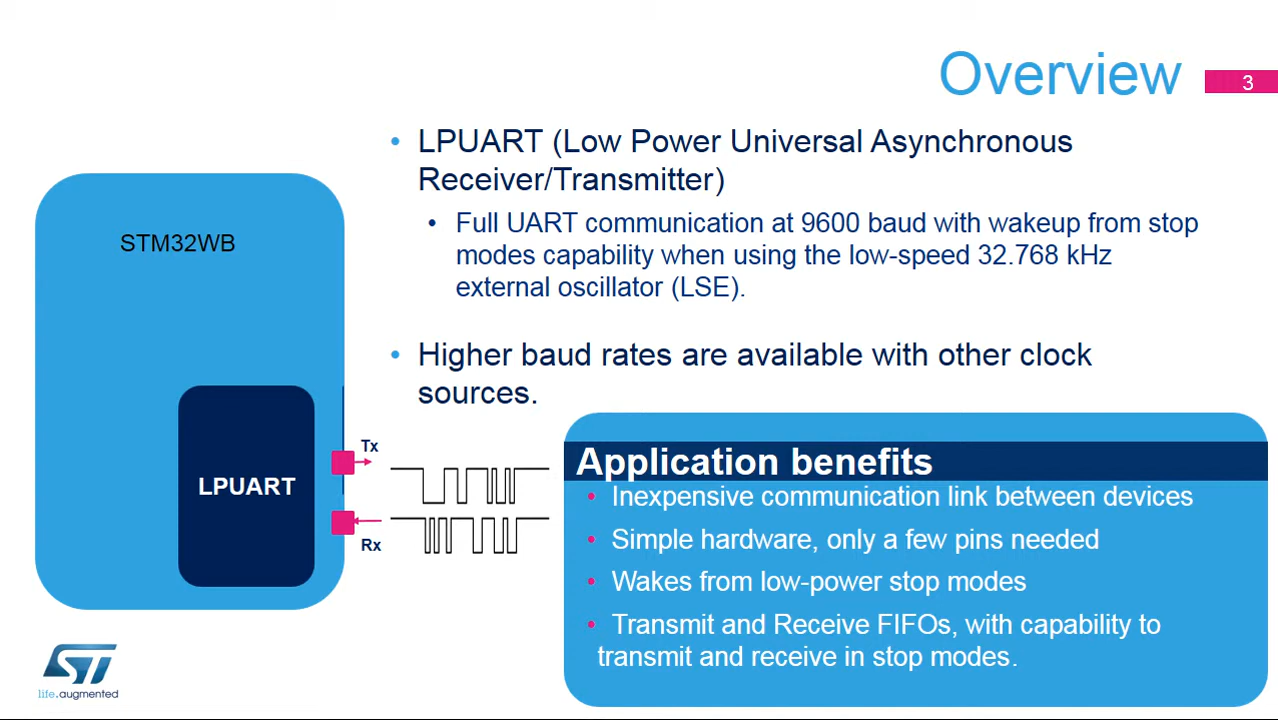 Overview
3
• LPUART (Low Power Universal Asynchronous
Receiver/Transmitter)
• Full UART communication at 9600 baud with wakeup from stop
modes capability when using the low-speed 32.768 kHz
external oscillator (LSE).
• Higher baud rates are available with other clock
sources.
STM32WB
LPUART
Tx
Rx
Application benefits
• Inexpensive communication link between devices
• Simple hardware, only a few pins needed
• Wakes from low-power stop modes
• Transmit and Receive FIFOs, with capability to
transmit and receive in stop modes.
ST
life.augmented